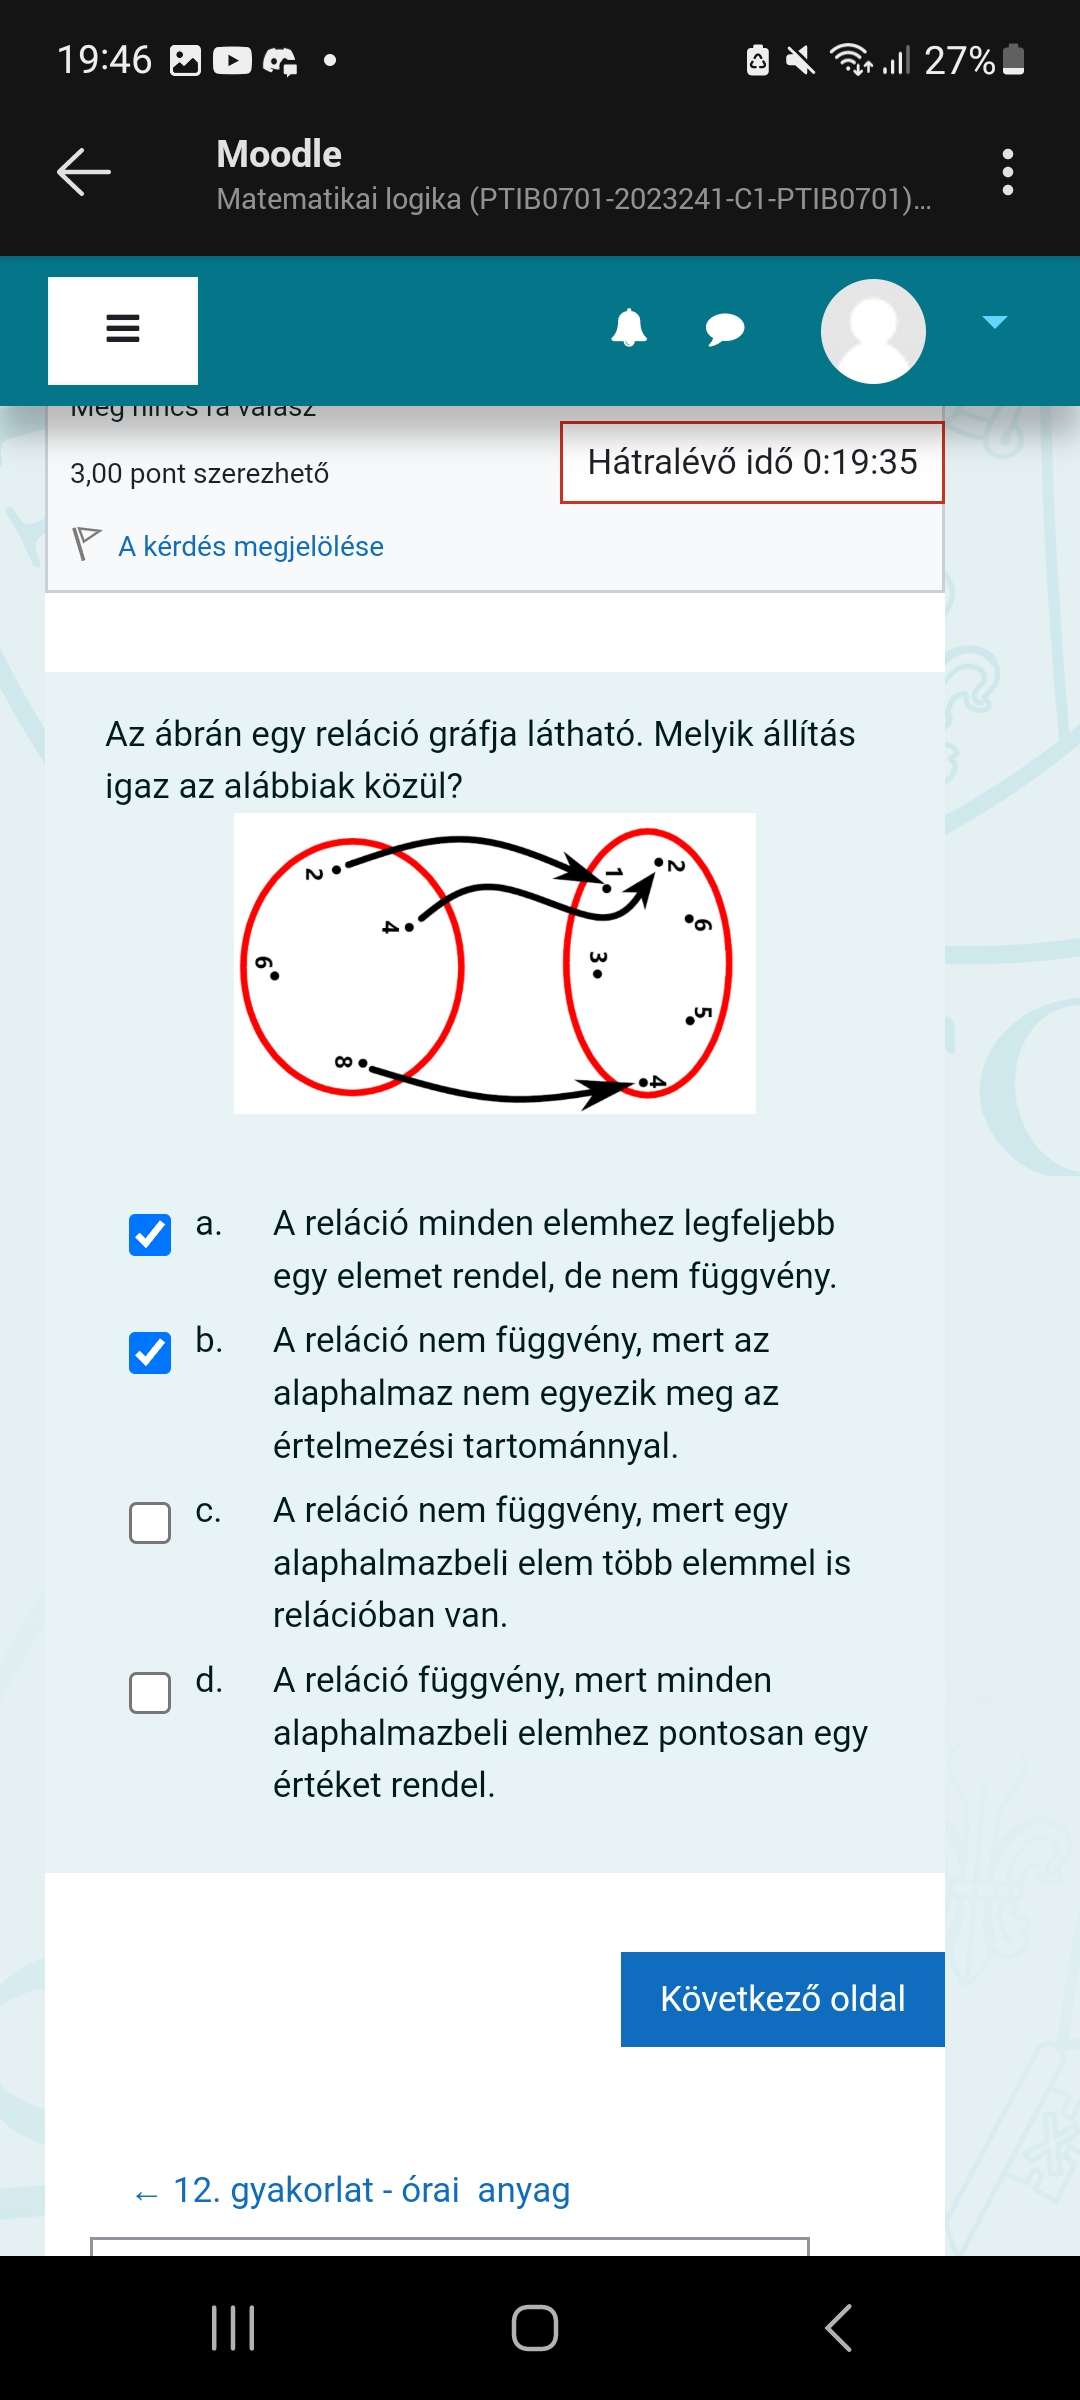 19:46
27%
Moodle
Matematikai logika (PTIB0701-2023241-C1-PTIB0701)...
Még nincs rá válasz
3,00 pont szerezhető
Hátralévő idő 0:19:35
A kérdés megjelölése
Az ábrán egy reláció gráfja látható. Melyik állítás
igaz az alábbiak közül?
2
4
6
8
1
2
6
3
5
4
a. A reláció minden elemhez legfeljebb
egy elemet rendel, de nem függvény.
b. A reláció nem függvény, mert az
alaphalmaz nem egyezik meg az
értelmezési tartománnyal.
c. A reláció nem függvény, mert egy
alaphalmazbeli elem több elemmel is
relációban van.
d. A reláció függvény, mert minden
alaphalmazbeli elemhez pontosan egy
értéket rendel.
Következő oldal
← 12. gyakorlat - órai anyag